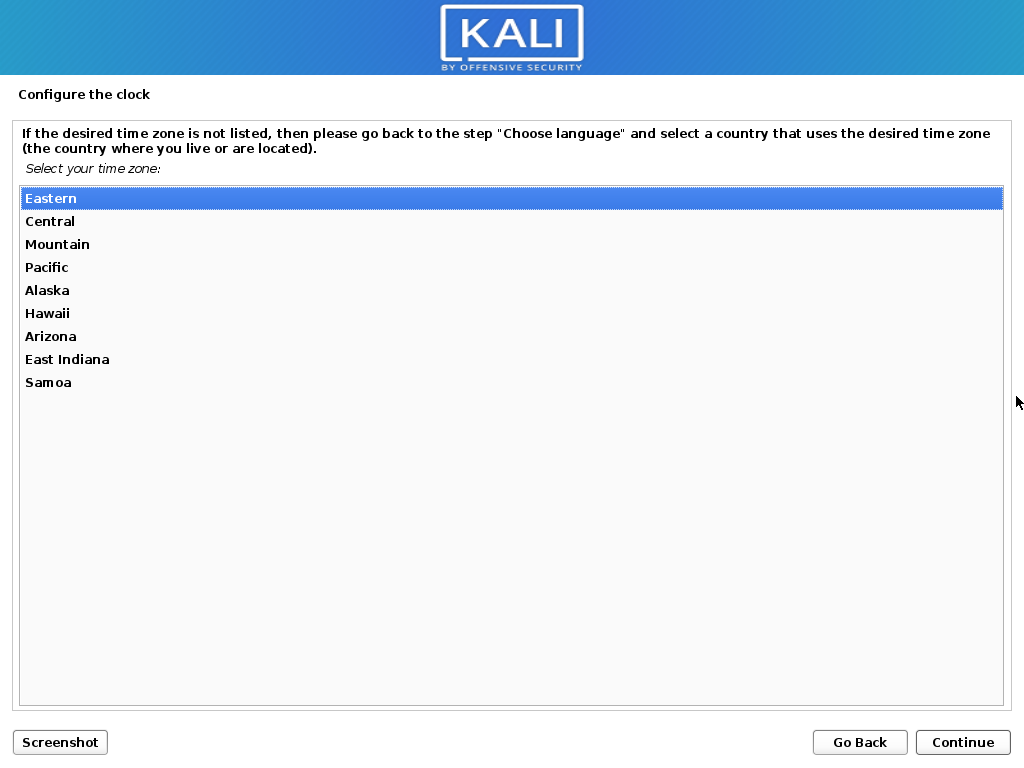 KALI
BY OFFENSIVE SECURITY
Configure the clock
If the desired time zone is not listed, then please go back to the step "Choose language" and select a country that uses the desired time zone
(the country where you live or are located).
Select your time zone:
Eastern
Central
Mountain
Pacific
Alaska
Hawaii
Arizona
East Indiana
Samoa
Screenshot
Go Back
Continue